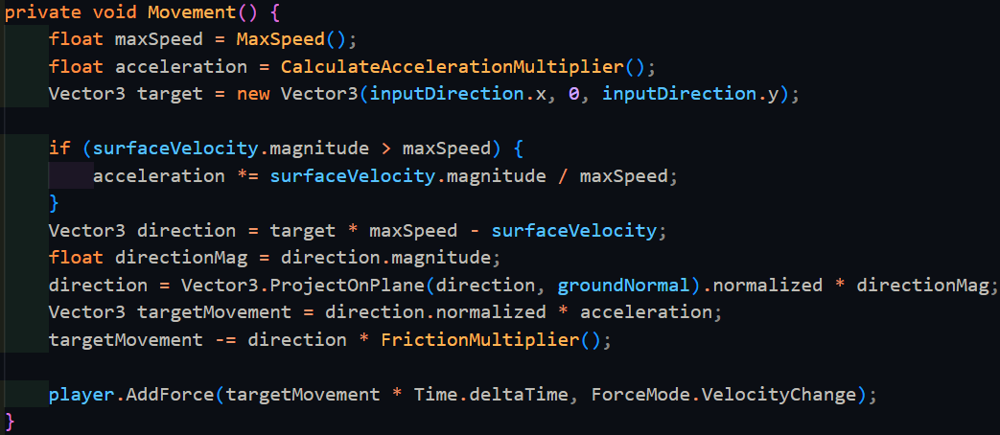 private void Movement() {
    float maxSpeed = MaxSpeed();
    float acceleration = CalculateAccelerationMultiplier();
    Vector3 target = new Vector3(inputDirection.x, 0, inputDirection.y);

    if (surfaceVelocity.magnitude > maxSpeed) {
        acceleration *= surfaceVelocity.magnitude / maxSpeed;
    }
    Vector3 direction = target * maxSpeed - surfaceVelocity;
    float directionMag = direction.magnitude;
    direction = Vector3.ProjectOnPlane(direction, groundNormal).normalized * directionMag;
    Vector3 targetMovement = direction.normalized * acceleration;
    targetMovement -= direction * FrictionMultiplier();

    player.AddForce(targetMovement * Time.deltaTime, ForceMode.VelocityChange);
}